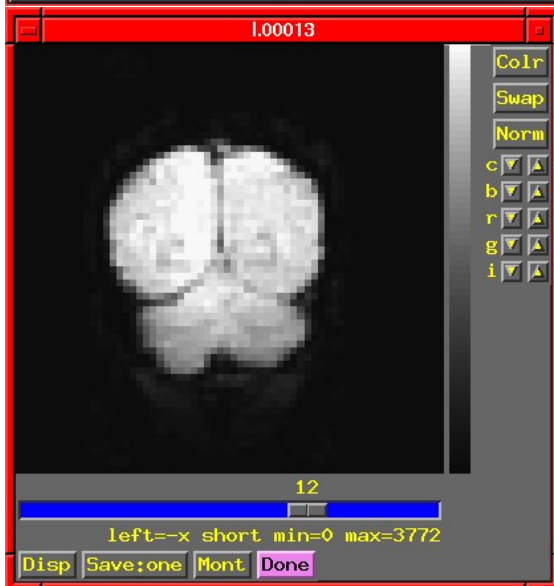 I.00013
Colr
Swap
Norm
c
b
r
g
i
12
left=-x short min=0 max=3772
Disp Save:one Mont Done